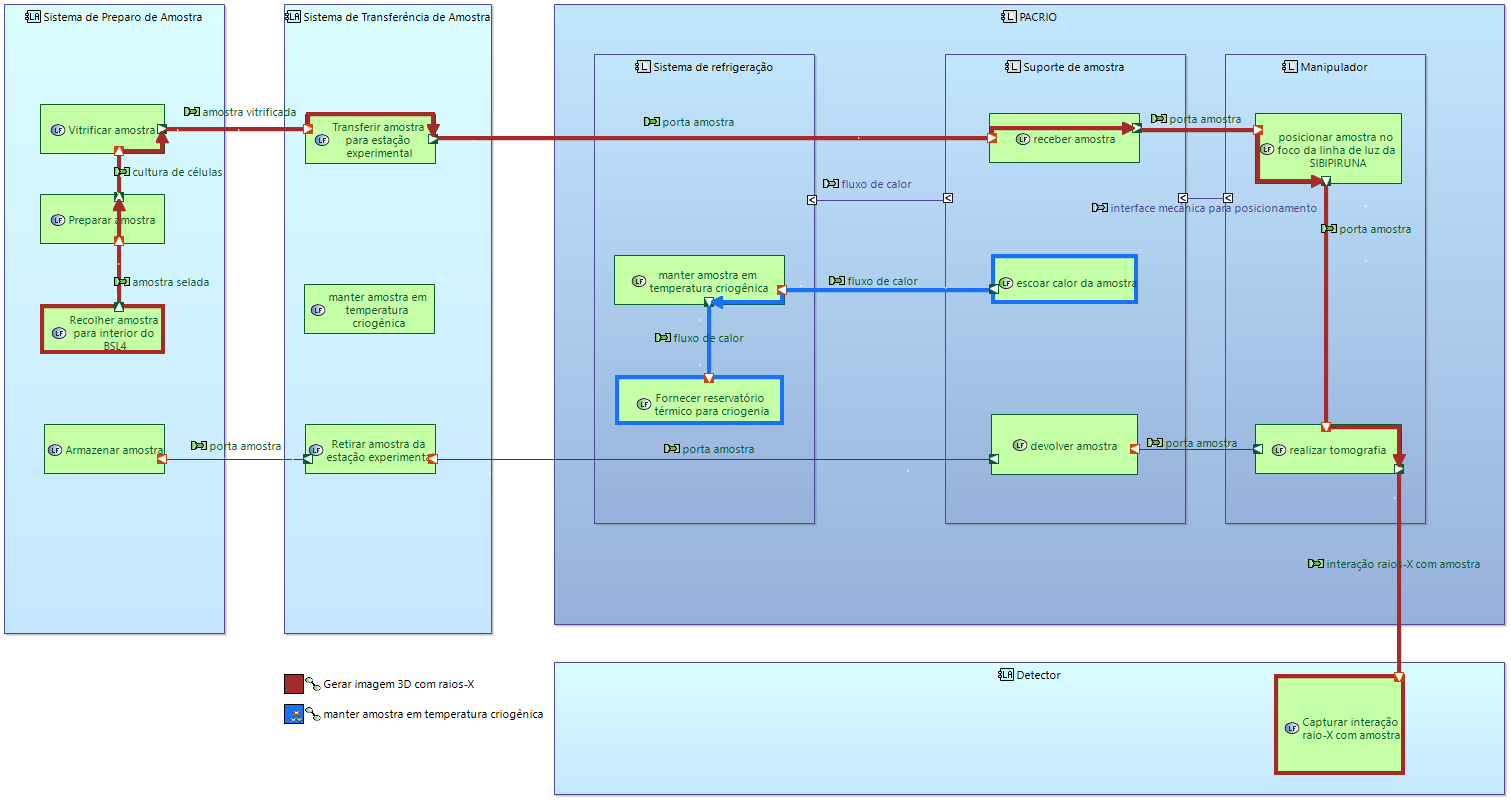 LA Sistema de Preparo de Amostra
LA Sistema de Transferência de Amostra
L PACRIO
L Sistema de refrigeração
L Suporte de amostra
L Manipulador
LF Vitrificar amostra
amostra vitrificada
LF Transferir amostra
para estação
experimental
porta amostra
LF receber amostra
porta amostra
LF posicionar amostra no
foco da linha de luz da
SIBIPIRUNA
cultura de células
fluxo de calor
interface mecânica para posicionamento
LF Preparar amostra
porta amostra
amostra selada
LF manter amostra em
temperatura criogênica
fluxo de calor
LF escoar calor da amostra
LF manter amostra em
temperatura
criogênica
LF Recolher amostra
para interior do
BSL4
fluxo de calor
LF Fornecer reservatório
térmico para criogenia
LF Armazenar amostra
porta amostra
LF Retirar amostra da
estação experimenta
porta amostra
LF devolver amostra
porta amostra
LF realizar tomografia
interação raios-X com amostra
Gerar imagem 3D com raios-X
manter amostra em temperatura criogênica
LA Detector
LF Capturar interação
raio-X com amostra